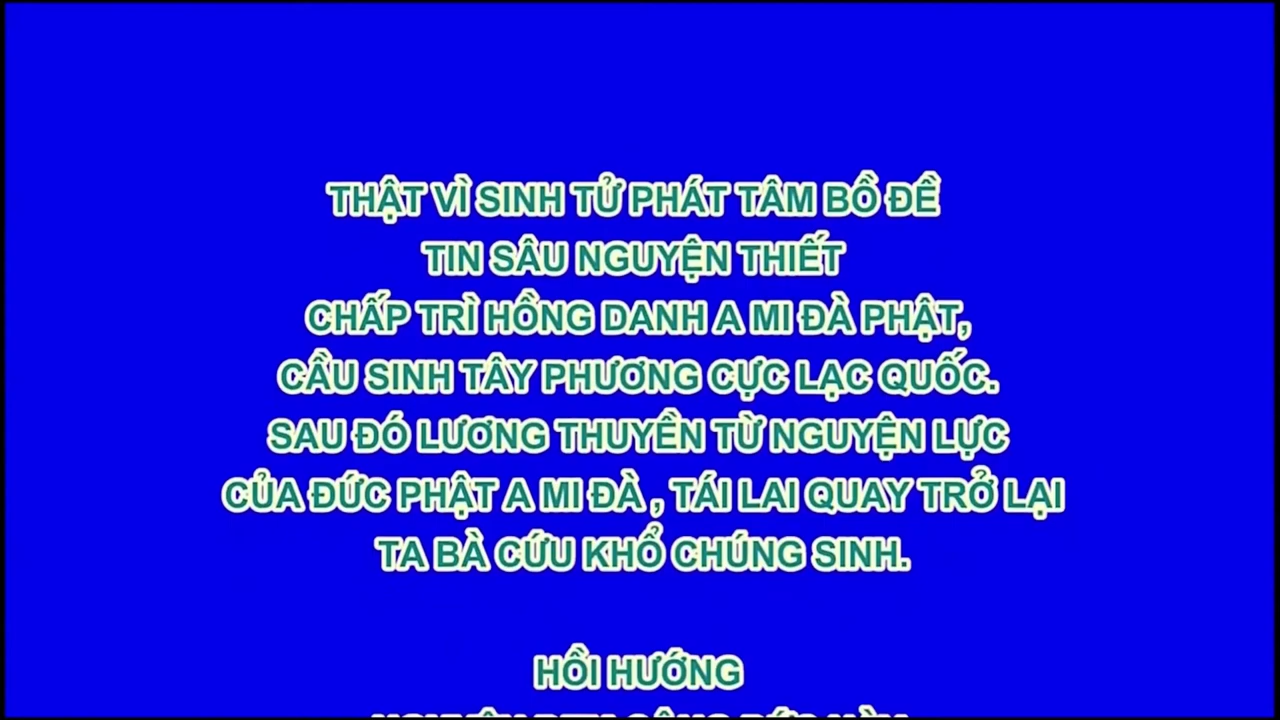 THẬT VÌ SINH TỬ PHÁT TÂM BỒ ĐỀ
TIN SÂU NGUYỆN THIẾT
CHẤP TRÌ HỒNG DANH A MI ĐÀ PHẬT,
CẦU SINH TÂY PHƯƠNG CỰC LẠC QUỐC.
SAU ĐÓ LƯƠNG THUYỀN TỪ NGUYỆN LỰC
CỦA ĐỨC PHẬT A MI ĐÀ , TÁI LAI QUAY TRỞ LẠI
TA BÀ CỨU KHỔ CHÚNG SINH.
HỒI HƯỚNG